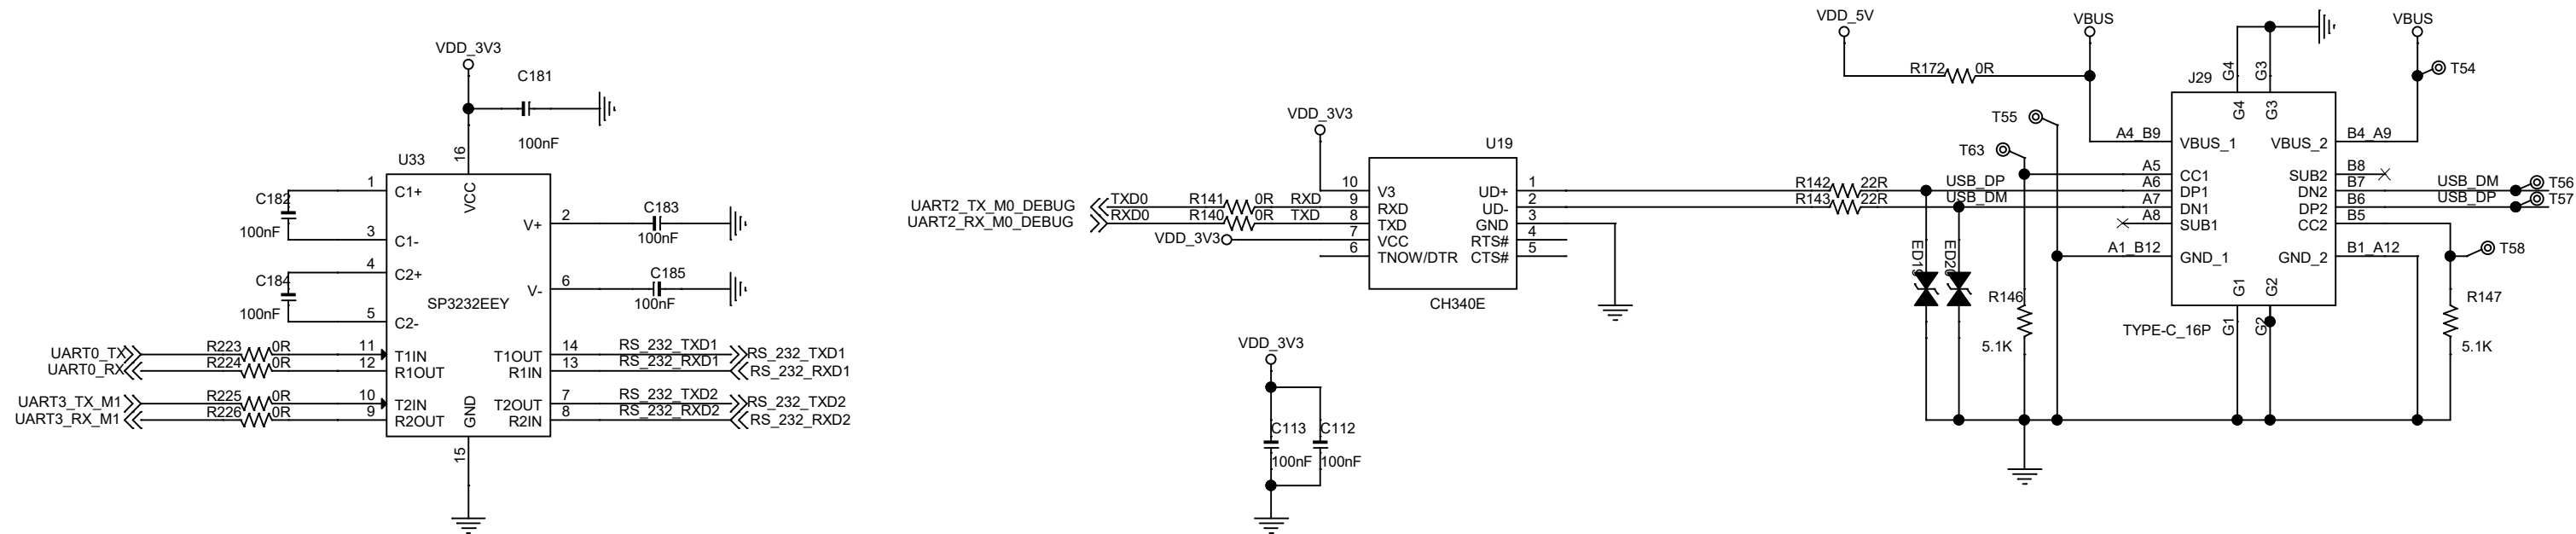 VDD_3V3
C181
100nF
U33
16
VCC
1
C1+
C182
100nF
3
C1-
4
C2+
C184
100nF
5
C2-
SP3232EEY
V+
2
C183
100nF
V-
6
C185
100nF
UART0_TX
R223
0R
11
T1IN
T1OUT
14
RS_232_TXD1
RS_232_TXD1
UART0_RX
R224
0R
12
R1OUT
R1IN
13
RS_232_RXD1
RS_232_RXD1
UART3_TX_M1
R225
0R
10
T2IN
T2OUT
7
RS_232_TXD2
RS_232_TXD2
UART3_RX_M1
R226
0R
9
R2OUT
R2IN
8
RS_232_RXD2
RS_232_RXD2
GND
15
VDD_3V3
U19
10
V3
UD+
1
UART2_TX_M0_DEBUG
TXD0
R141
0R
RXD
9
RXD
UD-
2
UART2_RX_M0_DEBUG
RXD0
R140
0R
TXD
8
TXD
GND
3
VDD_3V3
7
VCC
RTS#
4
6
TNOW/DTR
CTS#
5
CH340E
VDD_3V3
C113
C112
100nF
100nF
VDD_5V
VBUS
VBUS
R172
0R
T54
J29
G4
G3
G4
G3
T55
T63
A4_B9
VBUS_1
VBUS_2
B4_A9
A5
CC1
SUB2
B8
R142
22R
USB_DP
A6
DP1
DN2
B7
USB_DM
T56
R143
22R
USB_DM
A7
DN1
DP2
B6
USB_DP
T57
A8
SUB1
CC2
B5
T58
A1_B12
GND_1
GND_2
B1_A12
ED19
ED20
R146
5.1K
G1
G2
G1
G2
TYPE-C_16P
R147
5.1K